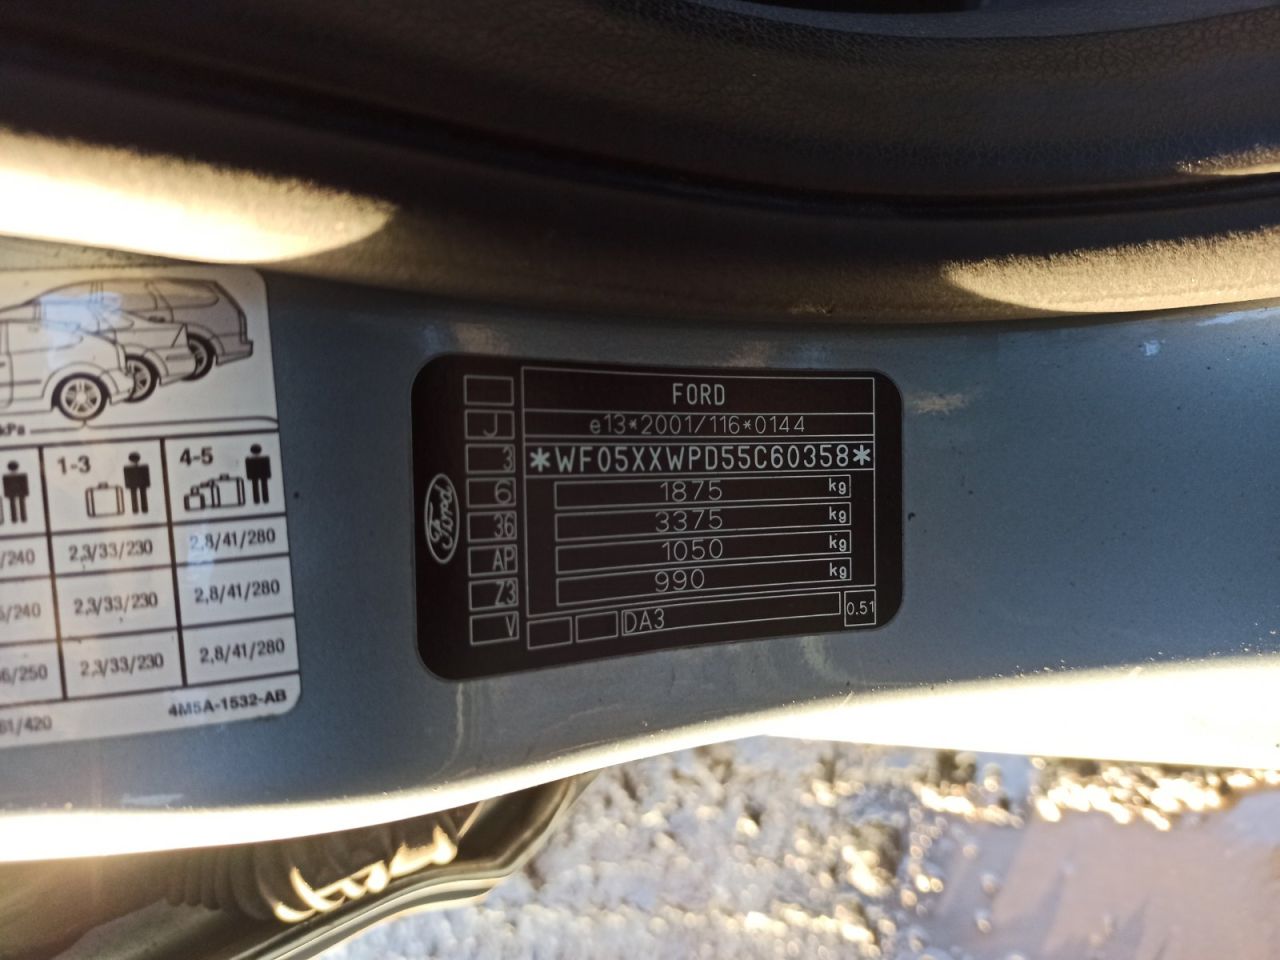 kPa
1-3
4-5
/240
2,3/33/230
2,8/41/280
/240
2,3/33/230
2,8/41/280
/250
2,3/33/230
2,8/41/280
/420
4M5A-1532-AB
Ford
J
3
6
36
AP
Z3
V
FORD
e13*2001/116*0144
*WF05XXWPD55C60358*
1875 kg
3375 kg
1050 kg
990 kg
DA3
0.51